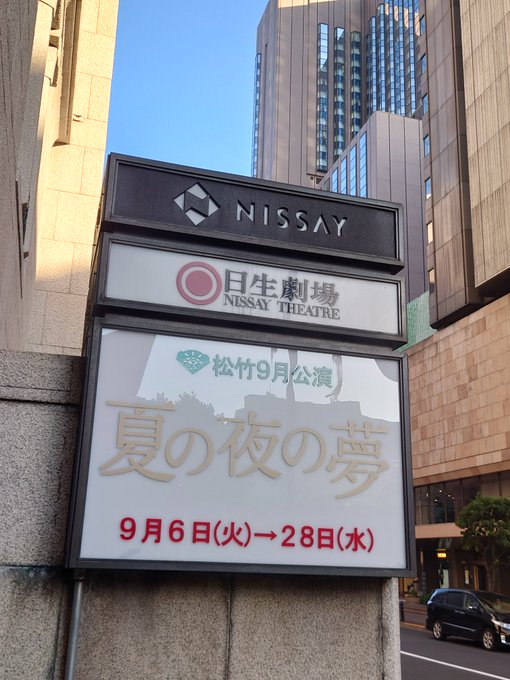 NISSAY
日生劇場
NISSAY THEATRE
松竹9月公演
夏の夜の夢
9月6日(火)→28日(水)